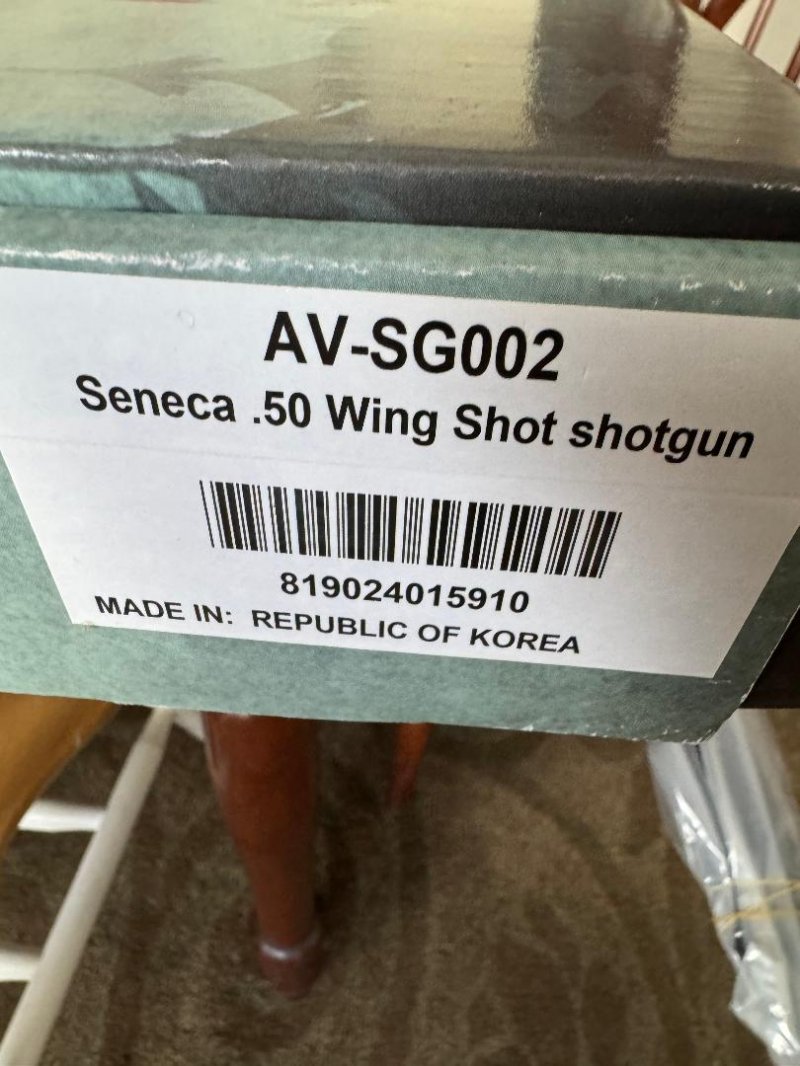 AV-SG002
Seneca .50 Wing Shot shotgun
819024015910
MADE IN: REPUBLIC OF KOREA